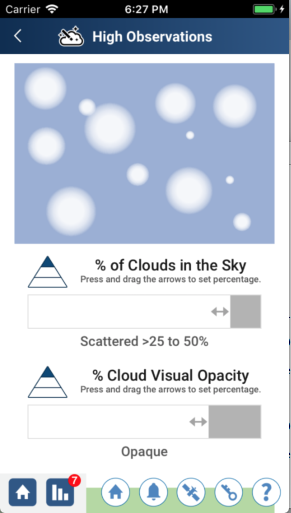 Carrier 6:27 PM
High Observations
% of Clouds in the Sky
Press and drag the arrows to set percentage.
Scattered >25 to 50%
% Cloud Visual Opacity
Press and drag the arrows to set percentage.
Opaque
7
?